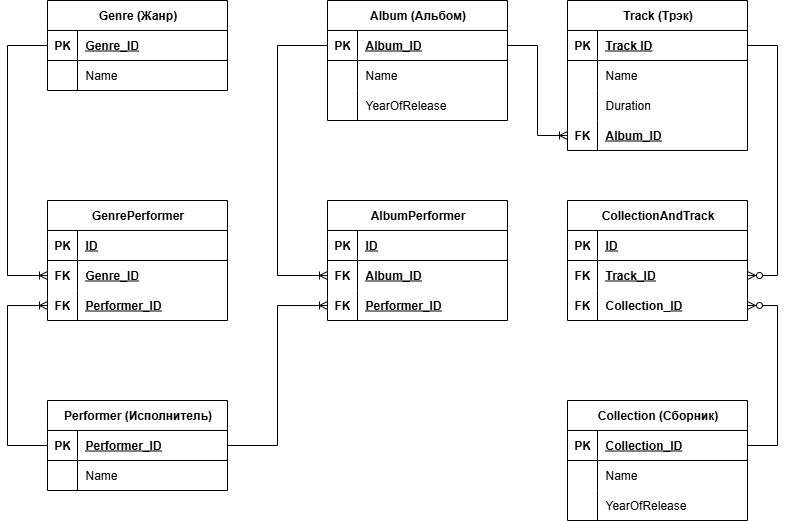 Genre (Жанр)
PK Genre_ID
Name
Album (Альбом)
PK Album_ID
Name
YearOfRelease
Track (Трэк)
PK Track ID
Name
Duration
FK Album_ID
GenrePerformer
PK ID
FK Genre_ID
FK Performer_ID
AlbumPerformer
PK ID
FK Album_ID
FK Performer_ID
CollectionAndTrack
PK ID
FK Track_ID
FK Collection_ID
Performer (Исполнитель)
PK Performer_ID
Name
Collection (Сборник)
PK Collection_ID
Name
YearOfRelease